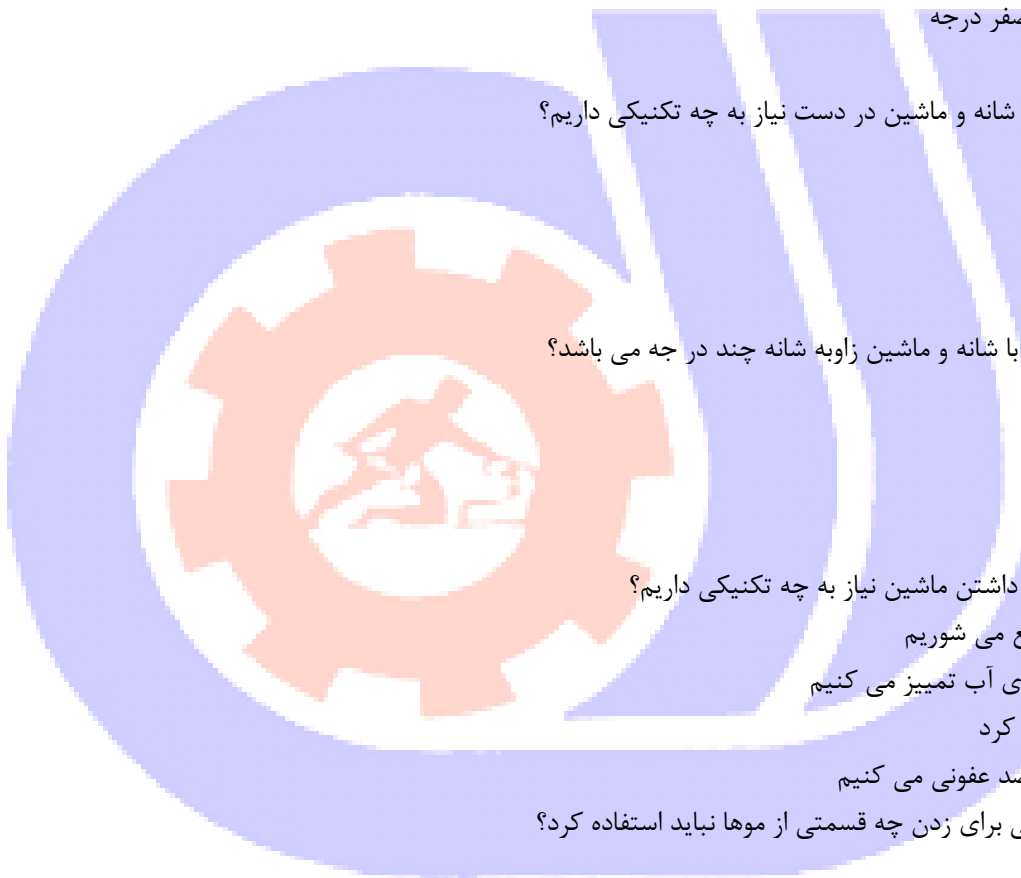 صفر درجه
شانه و ماشین در دست نیاز به چه تکنیکی داریم؟
با شانه و ماشین زاوبه شانه چند در جه می باشد؟
داشتن ماشین نیاز به چه تکنیکی داریم؟
می شوریم
آب تمییز می کنیم
کرد
ضد عفونی می کنیم
برای زدن چه قسمتی از موها نباید استفاده کرد؟